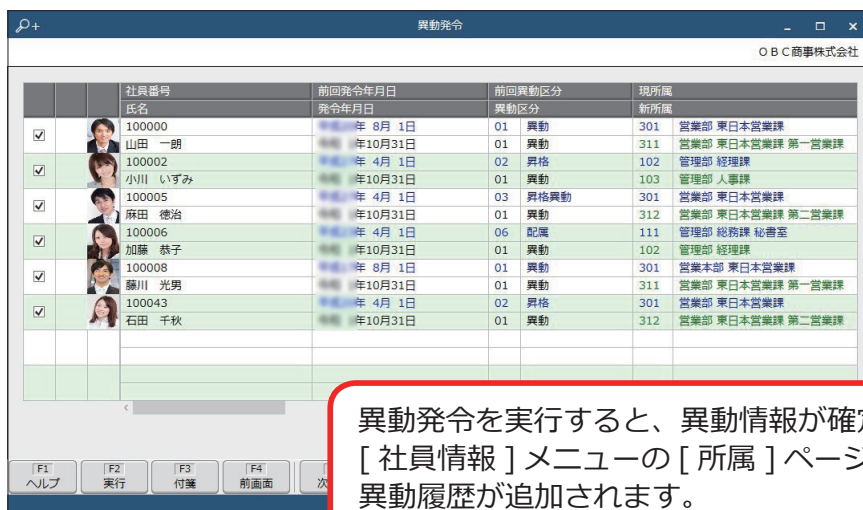 異動発令
OBC商事株式会社
社員番号 前回発令年月日 前回異動区分 現所属
氏名 発令年月日 異動区分 新所属
100000 年 8月 1日 01 異動 301 営業部 東日本営業課
山田 一朗 年10月31日 01 異動 311 営業部 東日本営業課 第一営業課
100002 年 4月 1日 02 昇格 102 管理部 経理課
小川 いずみ 年10月31日 01 異動 103 管理部 人事課
100005 年 4月 1日 03 昇格異動 301 営業部 東日本営業課
麻田 徳治 年10月31日 01 異動 312 営業部 東日本営業課 第二営業課
100006 年 4月 1日 06 配属 111 管理部 総務課 秘書室
加藤 恭子 年10月31日 01 異動 102 管理部 経理課
100008 年 8月 1日 01 異動 301 営業本部 東日本営業課
藤川 光男 年10月31日 01 異動 311 営業部 東日本営業課 第一営業課
100043 年 4月 1日 02 昇格 301 営業部 東日本営業課
石田 千秋 年10月31日 01 異動 312 営業部 東日本営業課 第二営業課
異動発令を実行すると、異動情報が確
[ 社員情報 ] メニューの [ 所属 ] ペー
異動履歴が追加されます。
F1 F2 F3 F4
ヘルプ 実行 付箋 前画面 次